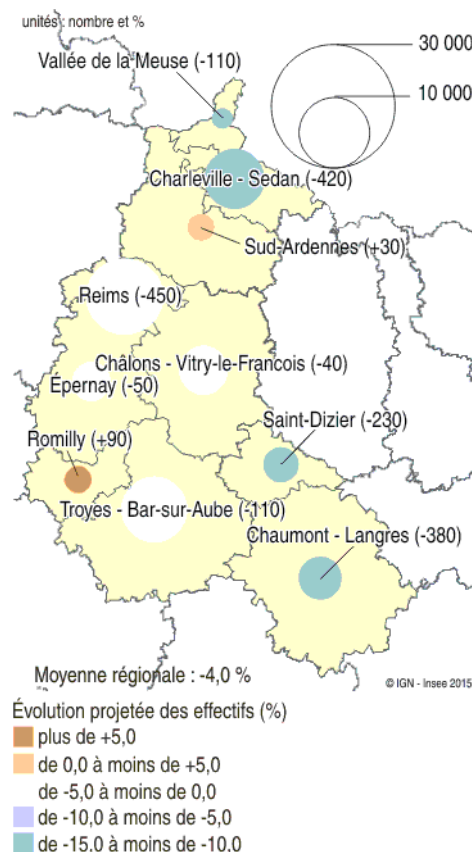 unités : nombre et %
30 000
Vallée de la Meuse (-110)
10 000
Charleville - Sedan (-420)
Sud-Ardennes (+30)
Reims (-450)
Châlons - Vitry-le-Francois (-40)
Épernay (-50)
Saint-Dizier (-230)
Romilly (+90)
Troyes - Bar-sur-Aube (-110)
Chaumont - Langres (-380)
Moyenne régionale : -4,0 %
© IGN - Insee 2015
Évolution projetée des effectifs (%)
plus de +5,0
de 0,0 à moins de +5,0
de -5,0 à moins de 0,0
de -10,0 à moins de -5,0
de -15,0 à moins de -10,0